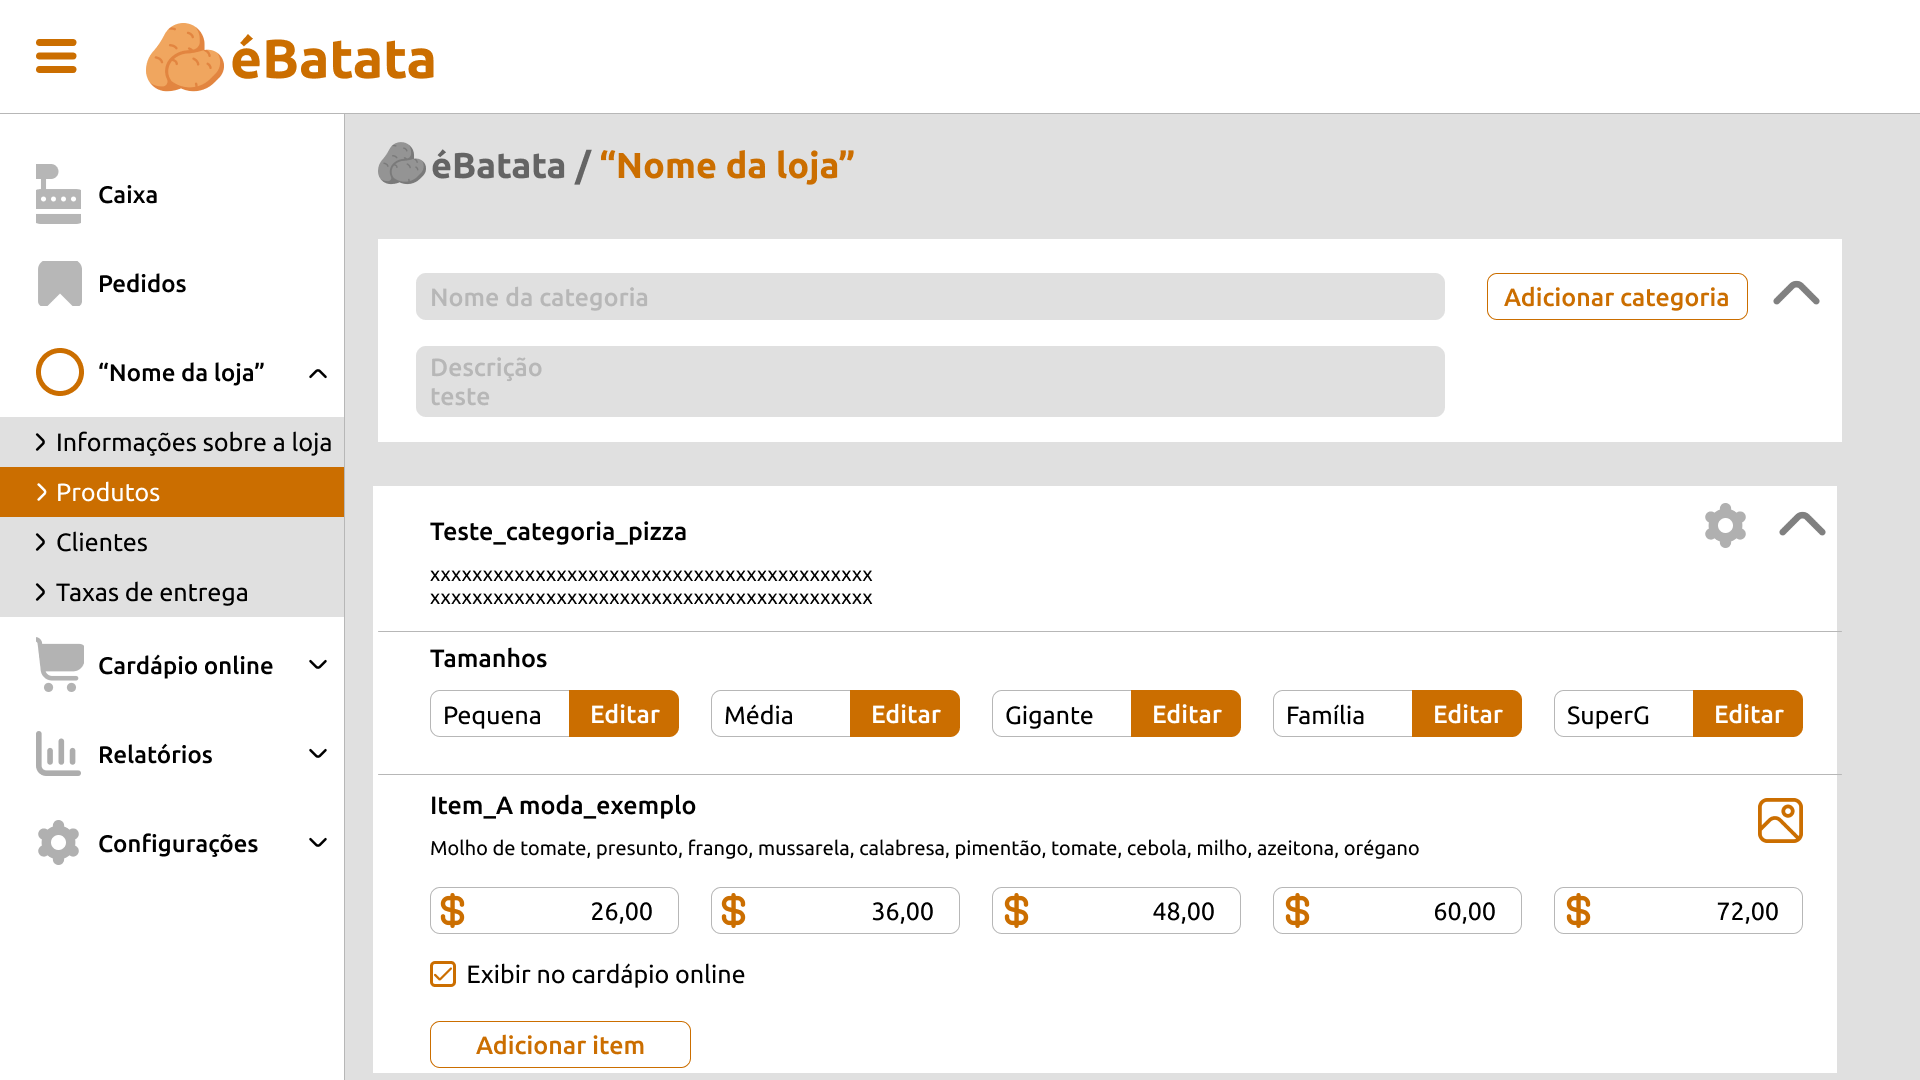 éBatata
Caixa
Pedidos
“Nome da loja”
Informações sobre a loja
Produtos
Clientes
Taxas de entrega
Cardápio online
Relatórios
Configurações
éBatata / “Nome da loja”
Nome da categoria
Adicionar categoria
Descrição
teste
Teste_categoria_pizza
xxxxxxxxxxxxxxxxxxxxxxxxxxxxxxxxxxxxxxxxxx
xxxxxxxxxxxxxxxxxxxxxxxxxxxxxxxxxxxxxxxxxx
Tamanhos
Pequena Editar Média Editar Gigante Editar Família Editar SuperG Editar
Item_A moda_exemplo
Molho de tomate, presunto, frango, mussarela, calabresa, pimentão, tomate, cebola, milho, azeitona, orégano
$ 26,00 $ 36,00 $ 48,00 $ 60,00 $ 72,00
Exibir no cardápio online
Adicionar item